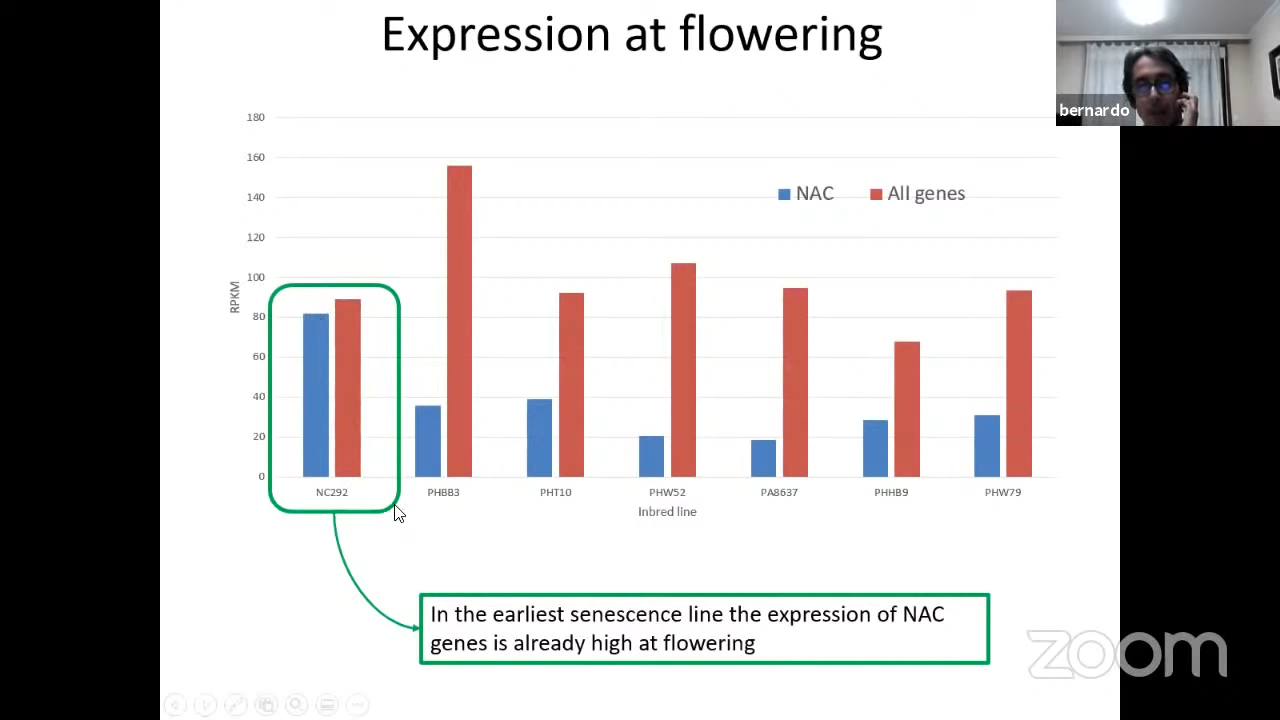 Expression at flowering
bernardo
180
160
140
120
100
80
60
40
20
0
RPKM
NAC
All genes
NC292
PHBB3
PHT10
PHW52
PA8637
PHHB9
PHW79
Inbred line
In the earliest senescence line the expression of NAC
genes is already high at flowering
zoom